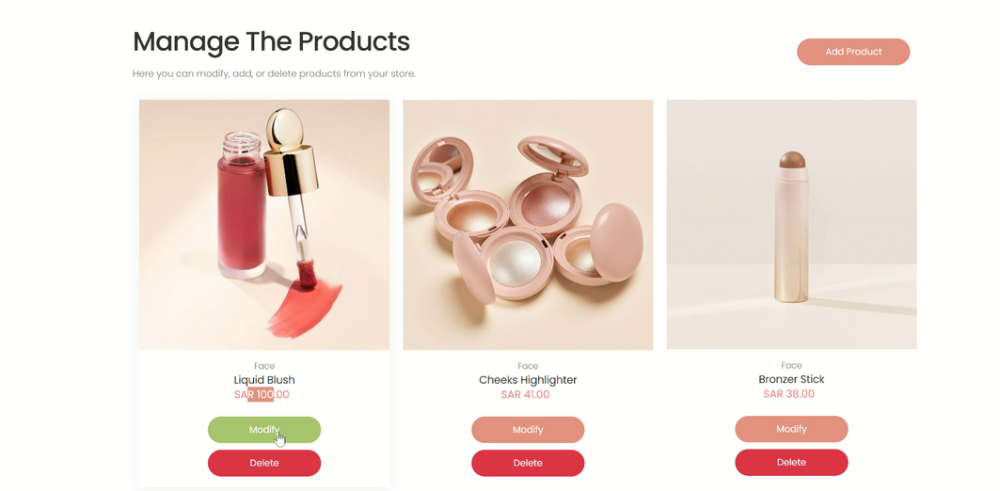 Manage The Products
Add Product
Here you can modify, add, or delete products from your store.
Face
Liquid Blush
SAR 100.00
Modify
Delete
Face
Cheeks Highlighter
SAR 41.00
Modify
Delete
Face
Bronzer Stick
SAR 38.00
Modify
Delete